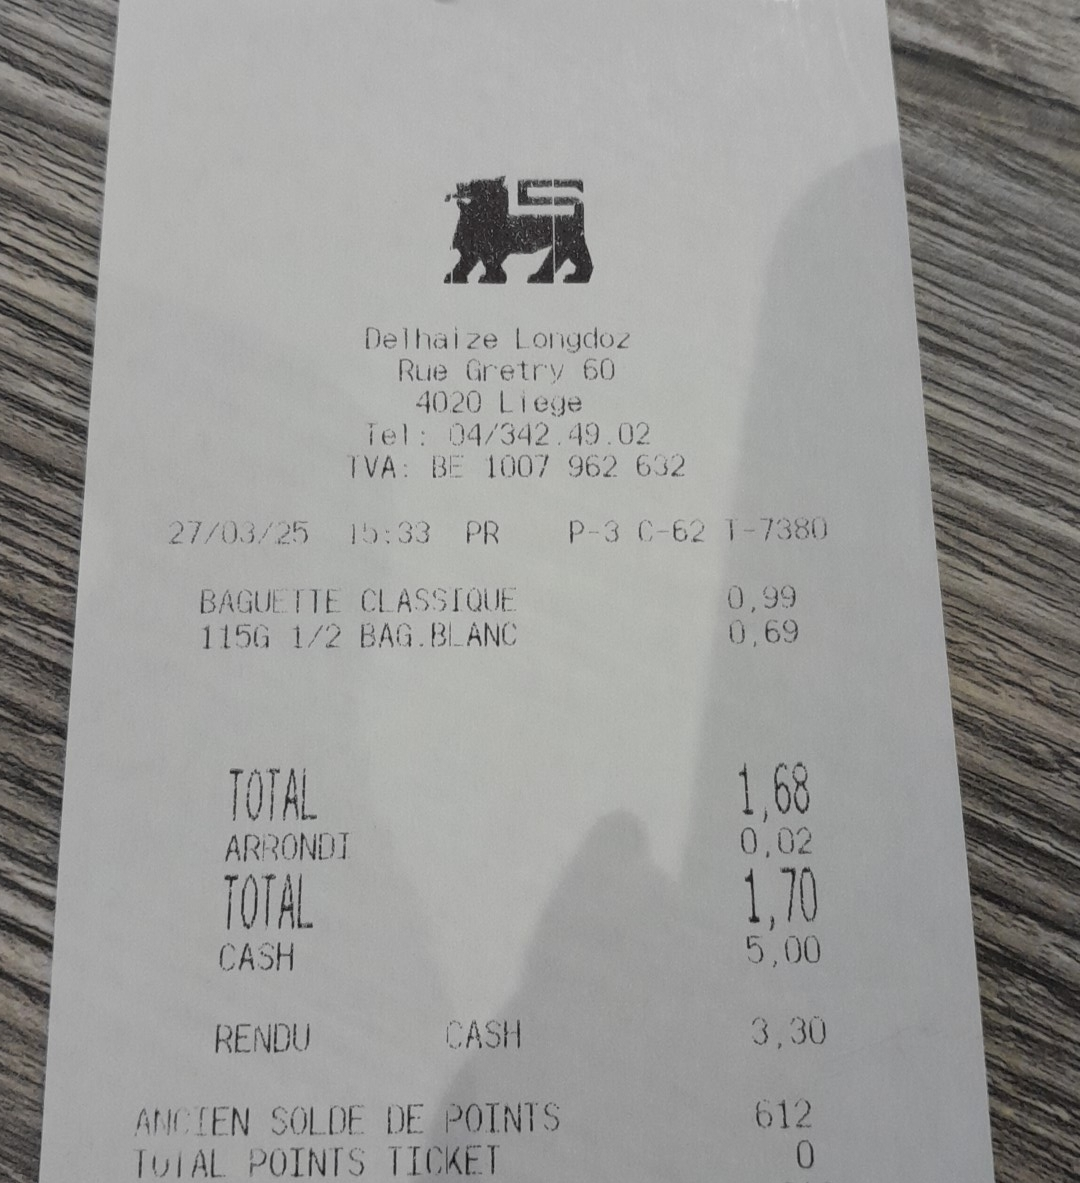 Delhaize Longdoz
Rue Gretry 60
4020 Liege
Tel: 04/342.49.02
TVA: BE 1007 962 632
27/03/25 15:33 PR P-3 C-62 T-7380
BAGUETTE CLASSIQUE 0,99
115G 1/2 BAG.BLANC 0,69
TOTAL 1,68
ARRONDI 0,02
TOTAL 1,70
CASH 5,00
RENDU CASH 3,30
ANCIEN SOLDE DE POINTS 612
TOTAL POINTS TICKET 0